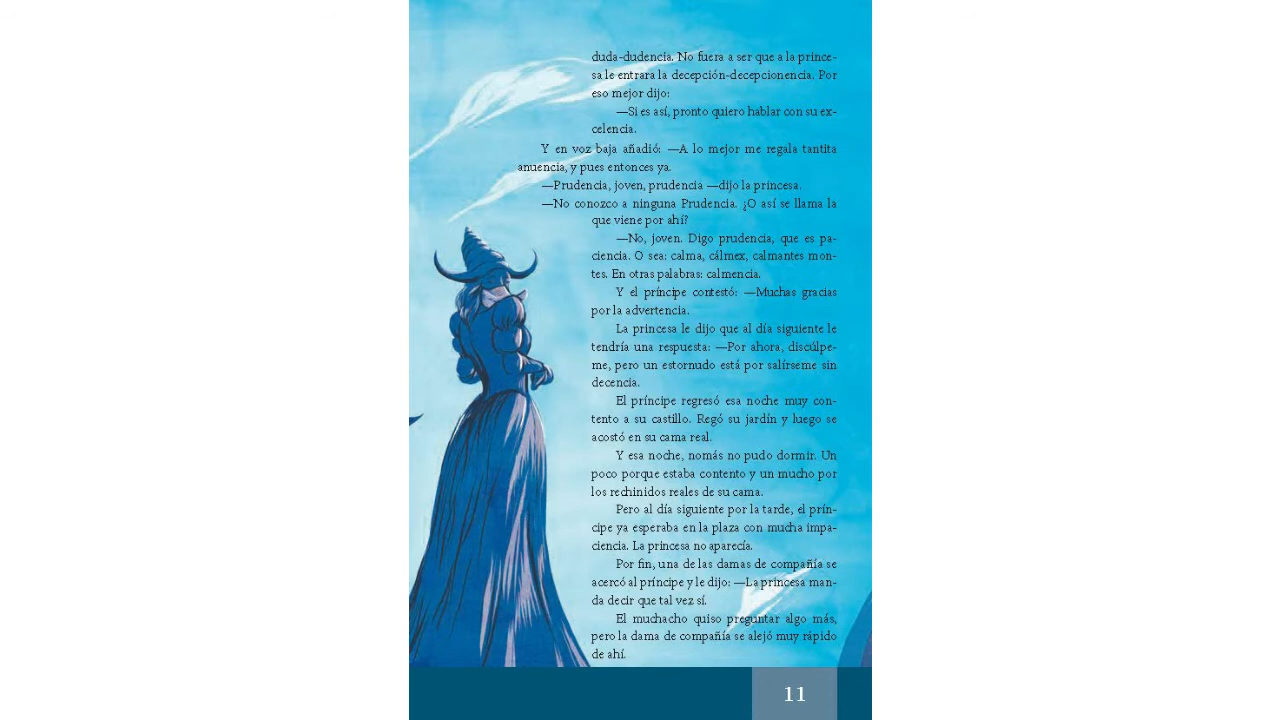 duda-dudencia. No fuera a ser que a la prince-
sa le entrara la decepción-decepcionencia. Por
eso mejor dijo:
—Si es así, pronto quiero hablar con su ex-
celencia.
Y en voz baja añadió: —A lo mejor me regala tantita
anuencia, y pues entonces ya.
—Prudencia, joven, prudencia —dijo la princesa.
—No conozco a ninguna Prudencia. ¿O así se llama la
que viene por ahí?
—No, joven. Digo prudencia, que es pa-
ciencia. O sea: calma, cálmex, calmantes mon-
tes. En otras palabras: calmencia.
Y el príncipe contestó: —Muchas gracias
por la advertencia.
La princesa le dijo que al día siguiente le
tendría una respuesta: —Por ahora, discúlpe-
me, pero un estornudo está por salírseme sin
decencia.
El príncipe regresó esa noche muy con-
tento a su castillo. Regó su jardín y luego se
acostó en su cama real.
Y esa noche, nomás no pudo dormir. Un
poco porque estaba contento y un mucho por
los rechinidos reales de su cama.
Pero al día siguiente por la tarde, el prín-
cipe ya esperaba en la plaza con mucha impa-
ciencia. La princesa no aparecía.
Por fin, una de las damas de compañía se
acercó al príncipe y le dijo: —La princesa man-
da decir que tal vez sí.
El muchacho quiso preguntar algo más,
pero la dama de compañía se alejó muy rápido
de ahí.
11